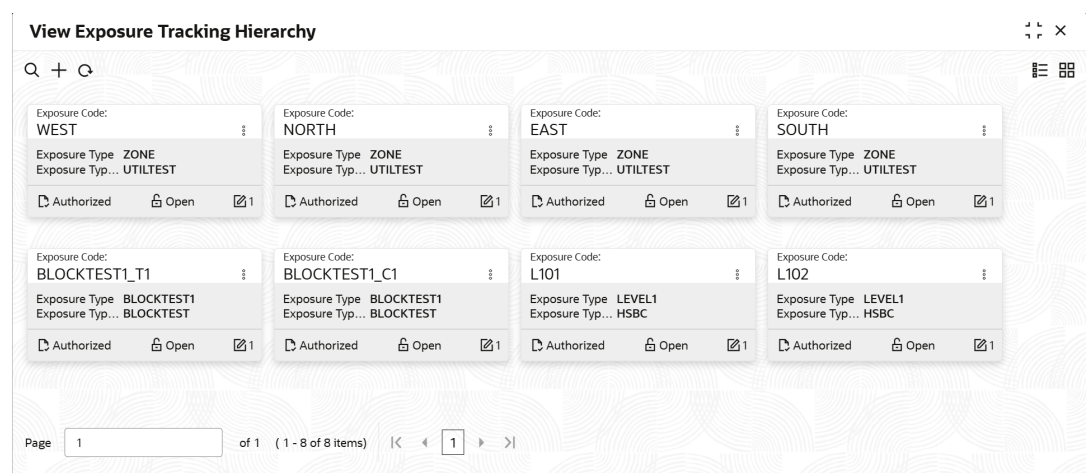 View Exposure Tracking Hierarchy
Exposure Code: Exposure Code: Exposure Code: Exposure Code:
WEST NORTH EAST SOUTH
Exposure Type ZONE Exposure Type ZONE Exposure Type ZONE Exposure Type ZONE
Exposure Typ... UTILTEST Exposure Typ... UTILTEST Exposure Typ... UTILTEST Exposure Typ... UTILTEST
Authorized Open 1 Authorized Open 1 Authorized Open 1 Authorized Open 1
Exposure Code: Exposure Code: Exposure Code: Exposure Code:
BLOCKTEST1_T1 BLOCKTEST1_C1 L101 L102
Exposure Type BLOCKTEST1 Exposure Type BLOCKTEST1 Exposure Type LEVEL1 Exposure Type LEVEL1
Exposure Typ... BLOCKTEST Exposure Typ... BLOCKTEST Exposure Typ... HSBC Exposure Typ... HSBC
Authorized Open 1 Authorized Open 1 Authorized Open 1 Authorized Open 1
Page 1 of 1 ( 1 - 8 of 8 items) 1